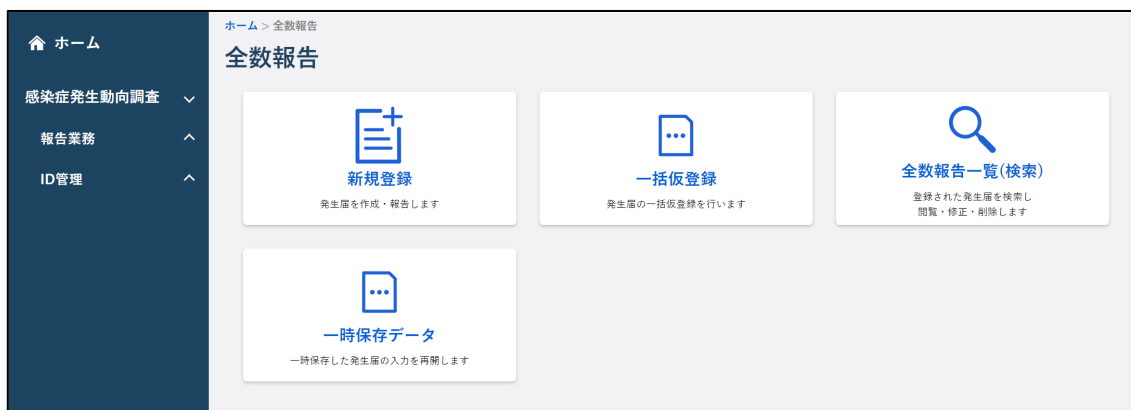 ホーム
感染症発生動向調査
報告業務
ID管理
ホーム > 全数報告
全数報告
新規登録
発生届を作成・報告します
一括仮登録
発生届の一括仮登録を行います
全数報告一覧(検索)
登録された発生届を検索し
閲覧・修正・削除します
一時保存データ
一時保存した発生届の入力を再開します